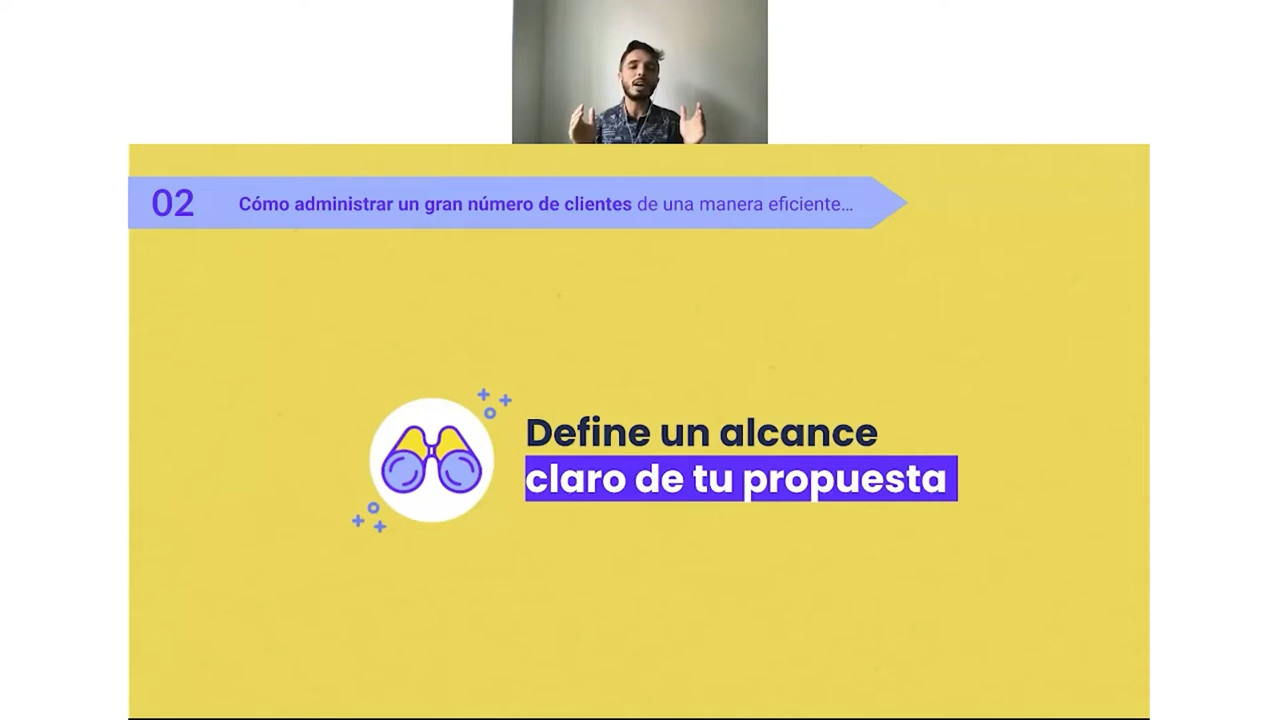 02
Cómo administrar un gran número de clientes de una manera eficiente…
Define un alcance
claro de tu propuesta